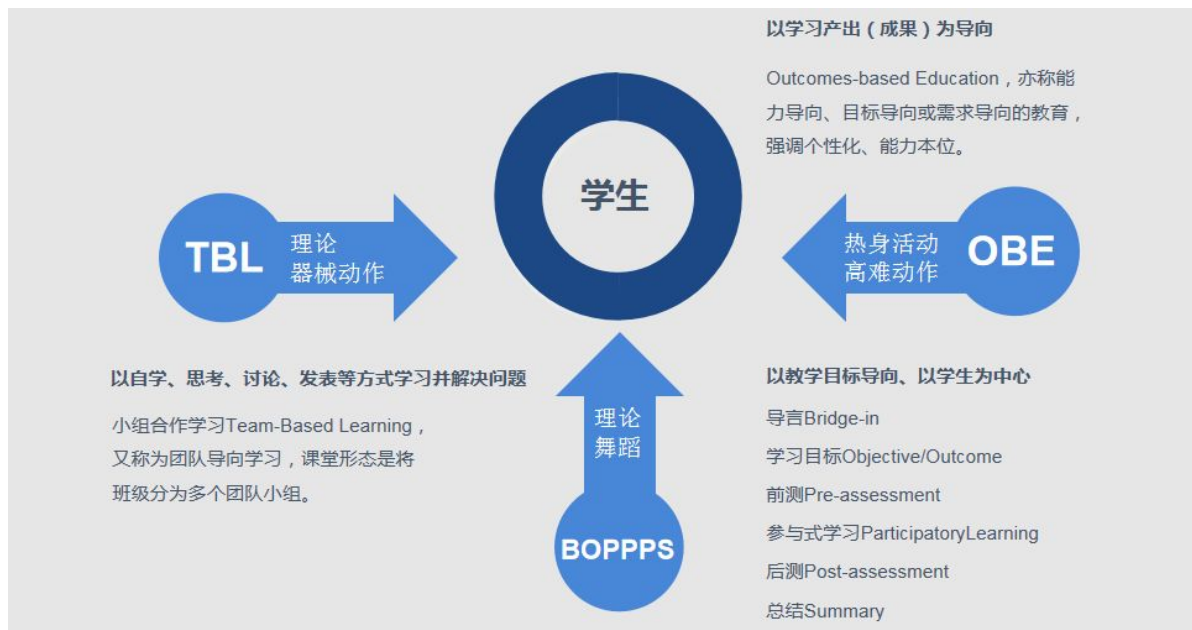 以学习产出（成果）为导向
Outcomes-based Education，亦称能
力导向、目标导向或需求导向的教育，
强调个性化、能力本位。
学生
TBL
理论
器械动作
热身活动
高难动作
OBE
以自学、思考、讨论、发表等方式学习并解决问题
小组合作学习Team-Based Learning，
又称为团队导向学习，课堂形态是将
班级分为多个团队小组。
理论
舞蹈
BOPPPS
以教学目标导向、以学生为中心
导言Bridge-in
学习目标Objective/Outcome
前测Pre-assessment
参与式学习ParticipatoryLearning
后测Post-assessment
总结Summary